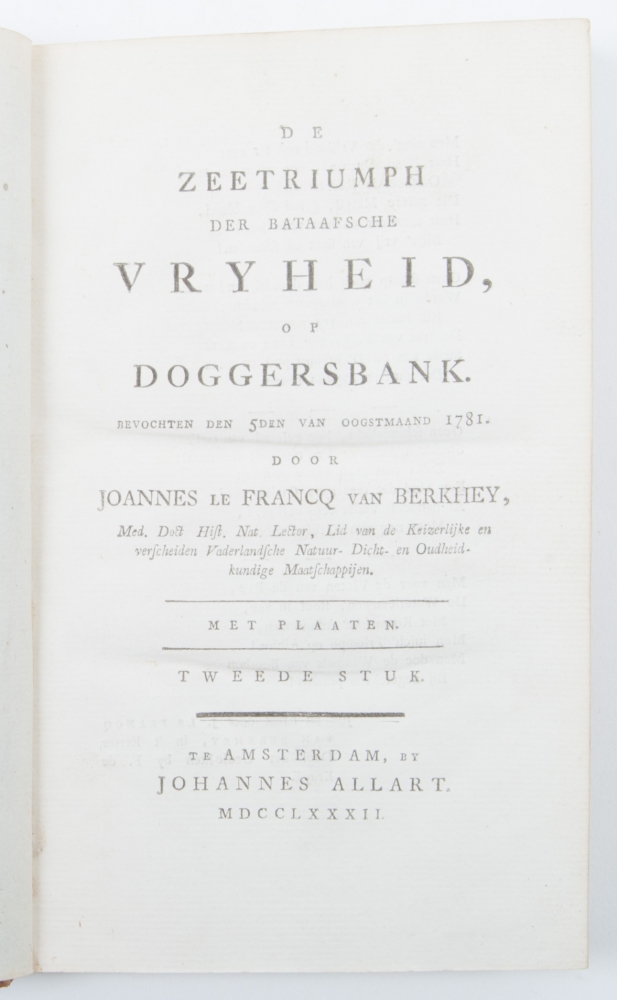 DE
ZEETRIUMPH
DER BATAAFSCHE
VRYHEID,
OP
DOGGERSBANK.
BEVOCHTEN DEN 5DEN VAN OOGSTMAAND 1781.
DOOR
JOANNES LE FRANCQ VAN BERKHEY,
Med. Doct Hiſt. Nat. Lector, Lid van de Keizerlijke en
verſcheiden Vaderlandſche Natuur- Dicht- en Oudheid-
kundige Maatſchappijen.
MET PLAATEN.
TWEEDE STUK.
TE AMSTERDAM, BY
JOHANNES ALLART.
MDCCLXXXII.